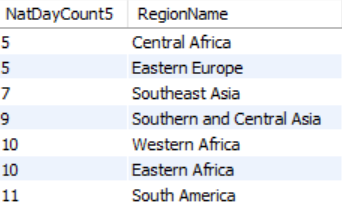 NatDayCount5 RegionName
5 Central Africa
5 Eastern Europe
7 Southeast Asia
9 Southern and Central Asia
10 Western Africa
10 Eastern Africa
11 South America